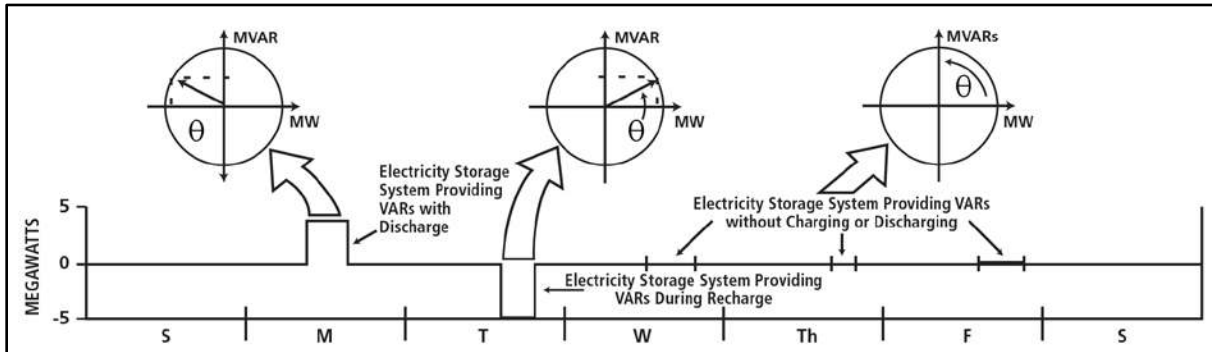 MVAR
MW
θ
MVAR
MW
θ
MVARs
MW
θ
Electricity Storage
System Providing
VARs with
Discharge
Electricity Storage System Providing VARs
without Charging or Discharging
Electricity Storage System Providing
VARs During Recharge
MEGAWATTS
5
0
-5
S M T W Th F S